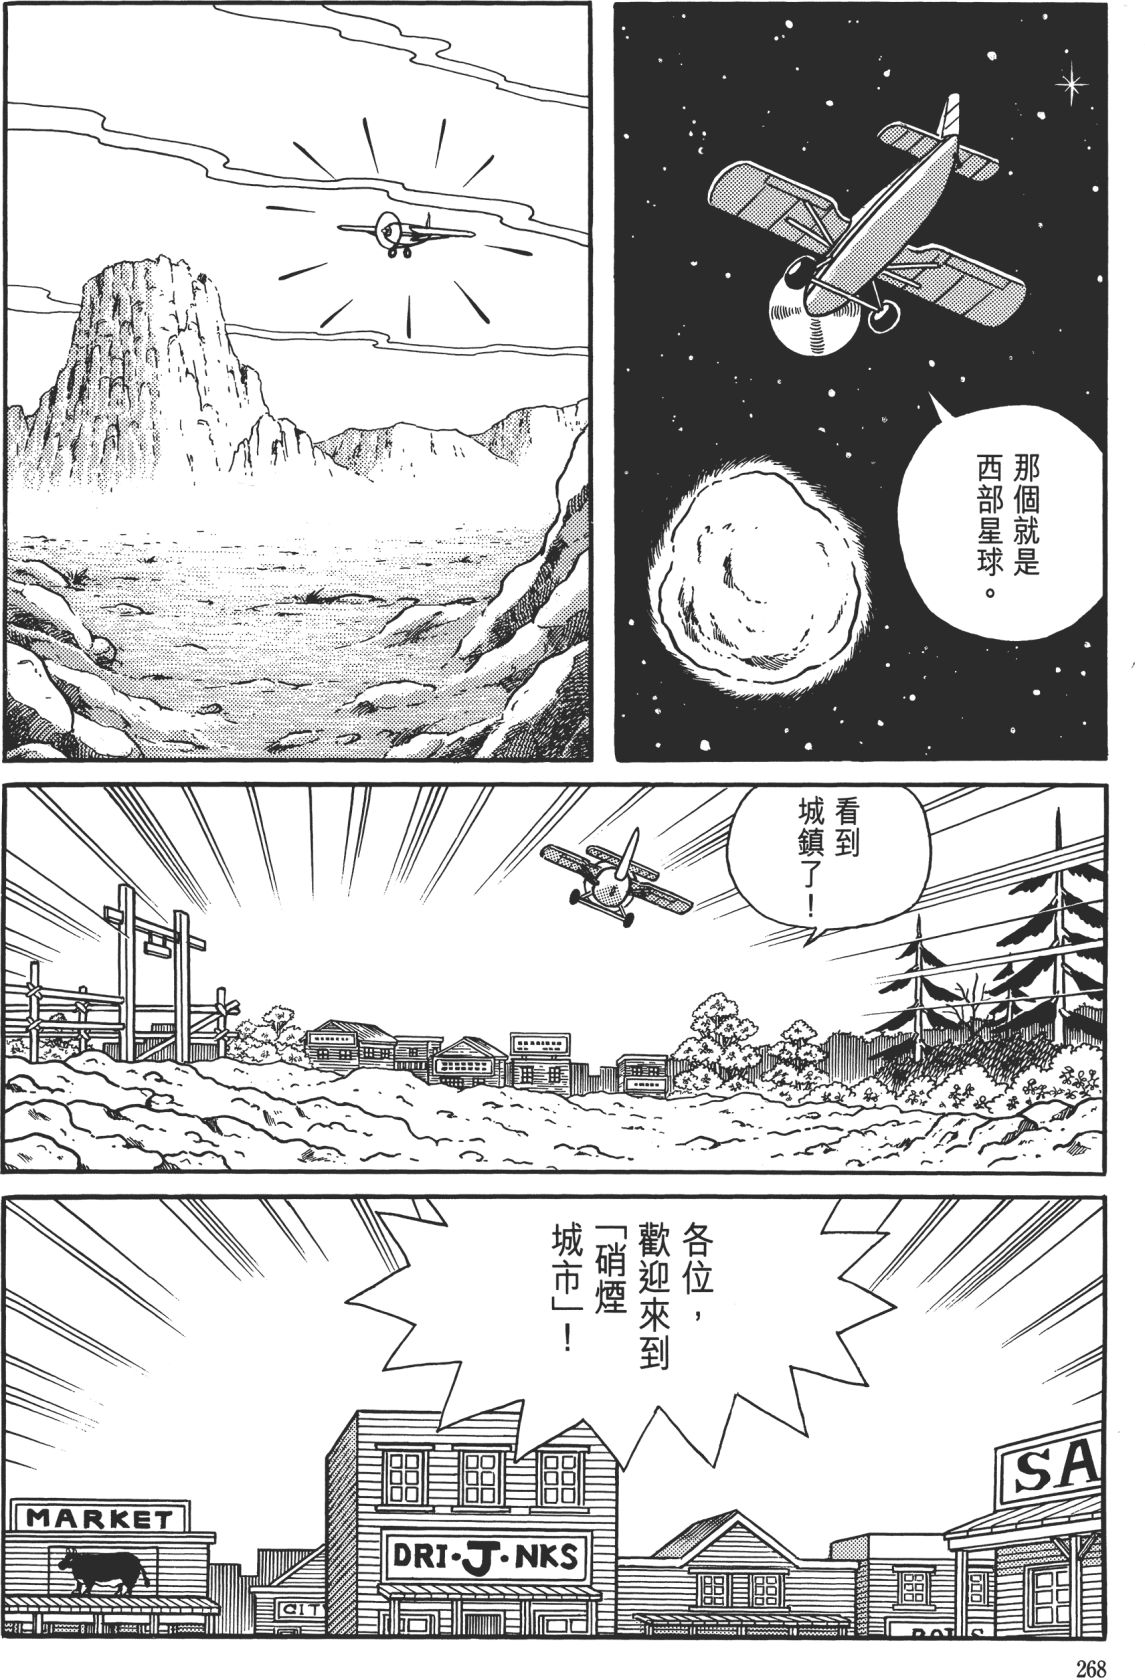 那個就是
西部星球。
看到
城鎮了！
各位，
歡迎來到
「硝煙
城市」！
MARKET
DRI·J·NKS
SA
CIT
268